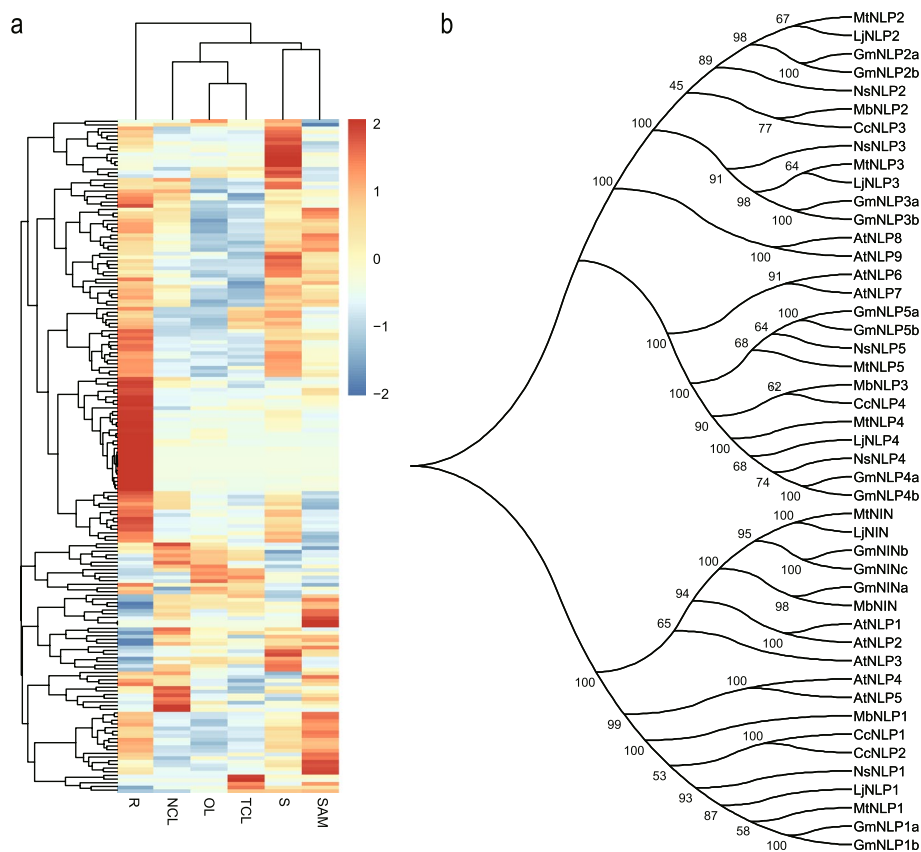 a
2
1
0
−1
−2
R
NCL
OL
TCL
S
SAM
b
MtNLP2
LjNLP2
GmNLP2a
GmNLP2b
NsNLP2
MbNLP2
CcNLP3
NsNLP3
MtNLP3
LjNLP3
GmNLP3a
GmNLP3b
AtNLP8
AtNLP9
AtNLP6
AtNLP7
GmNLP5a
GmNLP5b
NsNLP5
MtNLP5
MbNLP3
CcNLP4
MtNLP4
LjNLP4
NsNLP4
GmNLP4a
GmNLP4b
MtNIN
LjNIN
GmNINb
GmNINc
GmNINa
MbNIN
AtNLP1
AtNLP2
AtNLP3
AtNLP4
AtNLP5
MbNLP1
CcNLP1
CcNLP2
NsNLP1
LjNLP1
MtNLP1
GmNLP1a
GmNLP1b
67
98
100
89
45
77
100
64
91
98
100
100
100
91
100
100
64
68
100
62
90
100
68
74
100
100
95
100
100
98
94
65
100
100
100
99
100
100
53
93
87
58
100